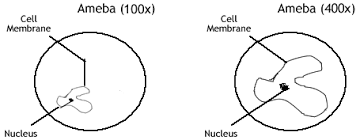 Ameba (100x)
Cell
Membrane
Nucleus
Ameba (400x)
Cell
Membrane
Nucleus